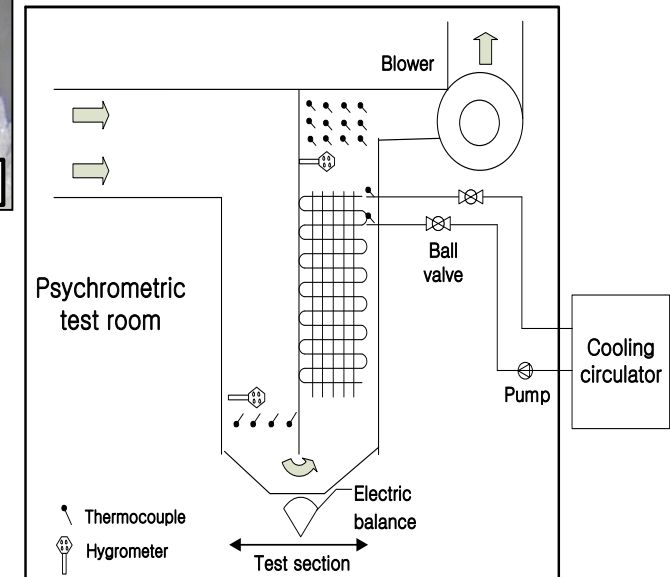 Blower
Ball
valve
Psychrometric
test room
Cooling
circulator
Pump
Electric
balance
Thermocouple
Hygrometer
Test section